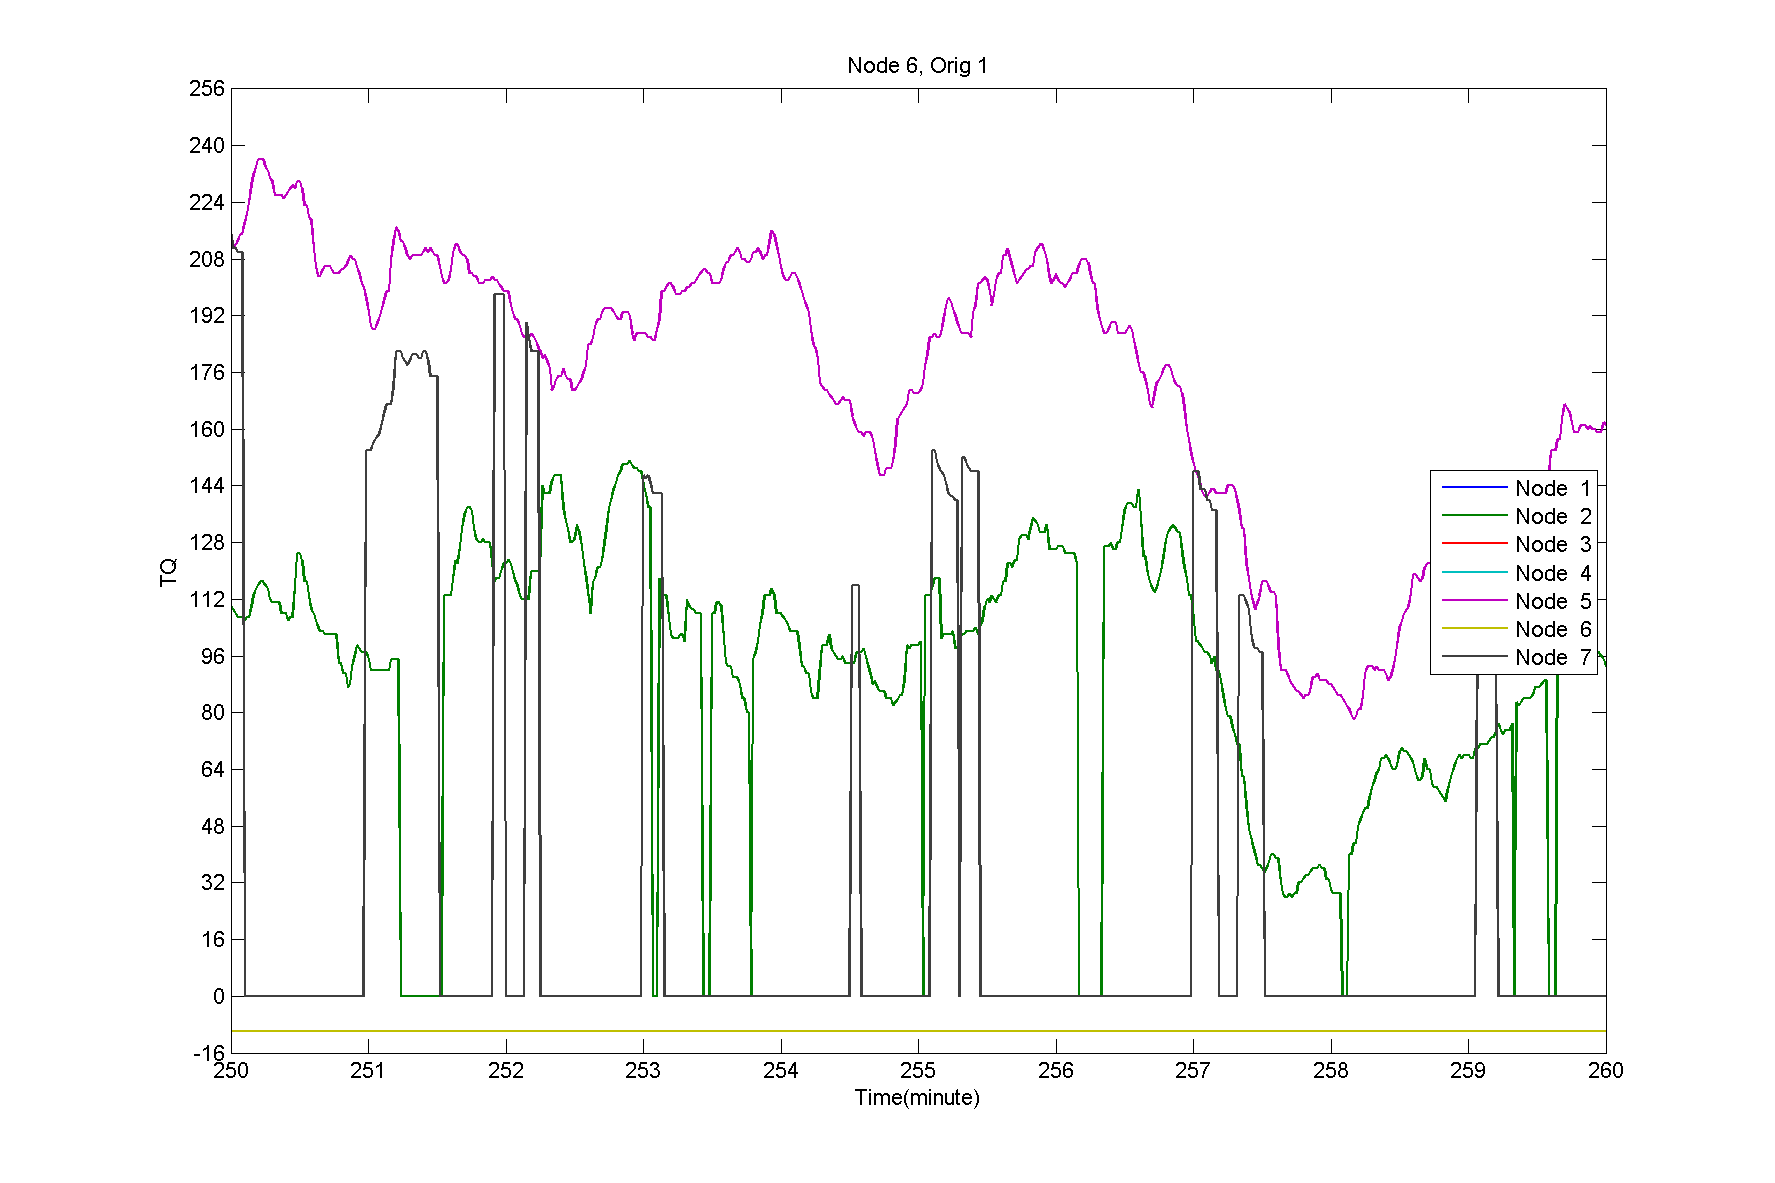 Node 6, Orig 1
256
240
224
208
192
176
160
144
128
112
96
80
64
48
32
16
0
-16
TQ
Node 1
Node 2
Node 3
Node 4
Node 5
Node 6
Node 7
250 251 252 253 254 255 256 257 258 259 260
Time(minute)